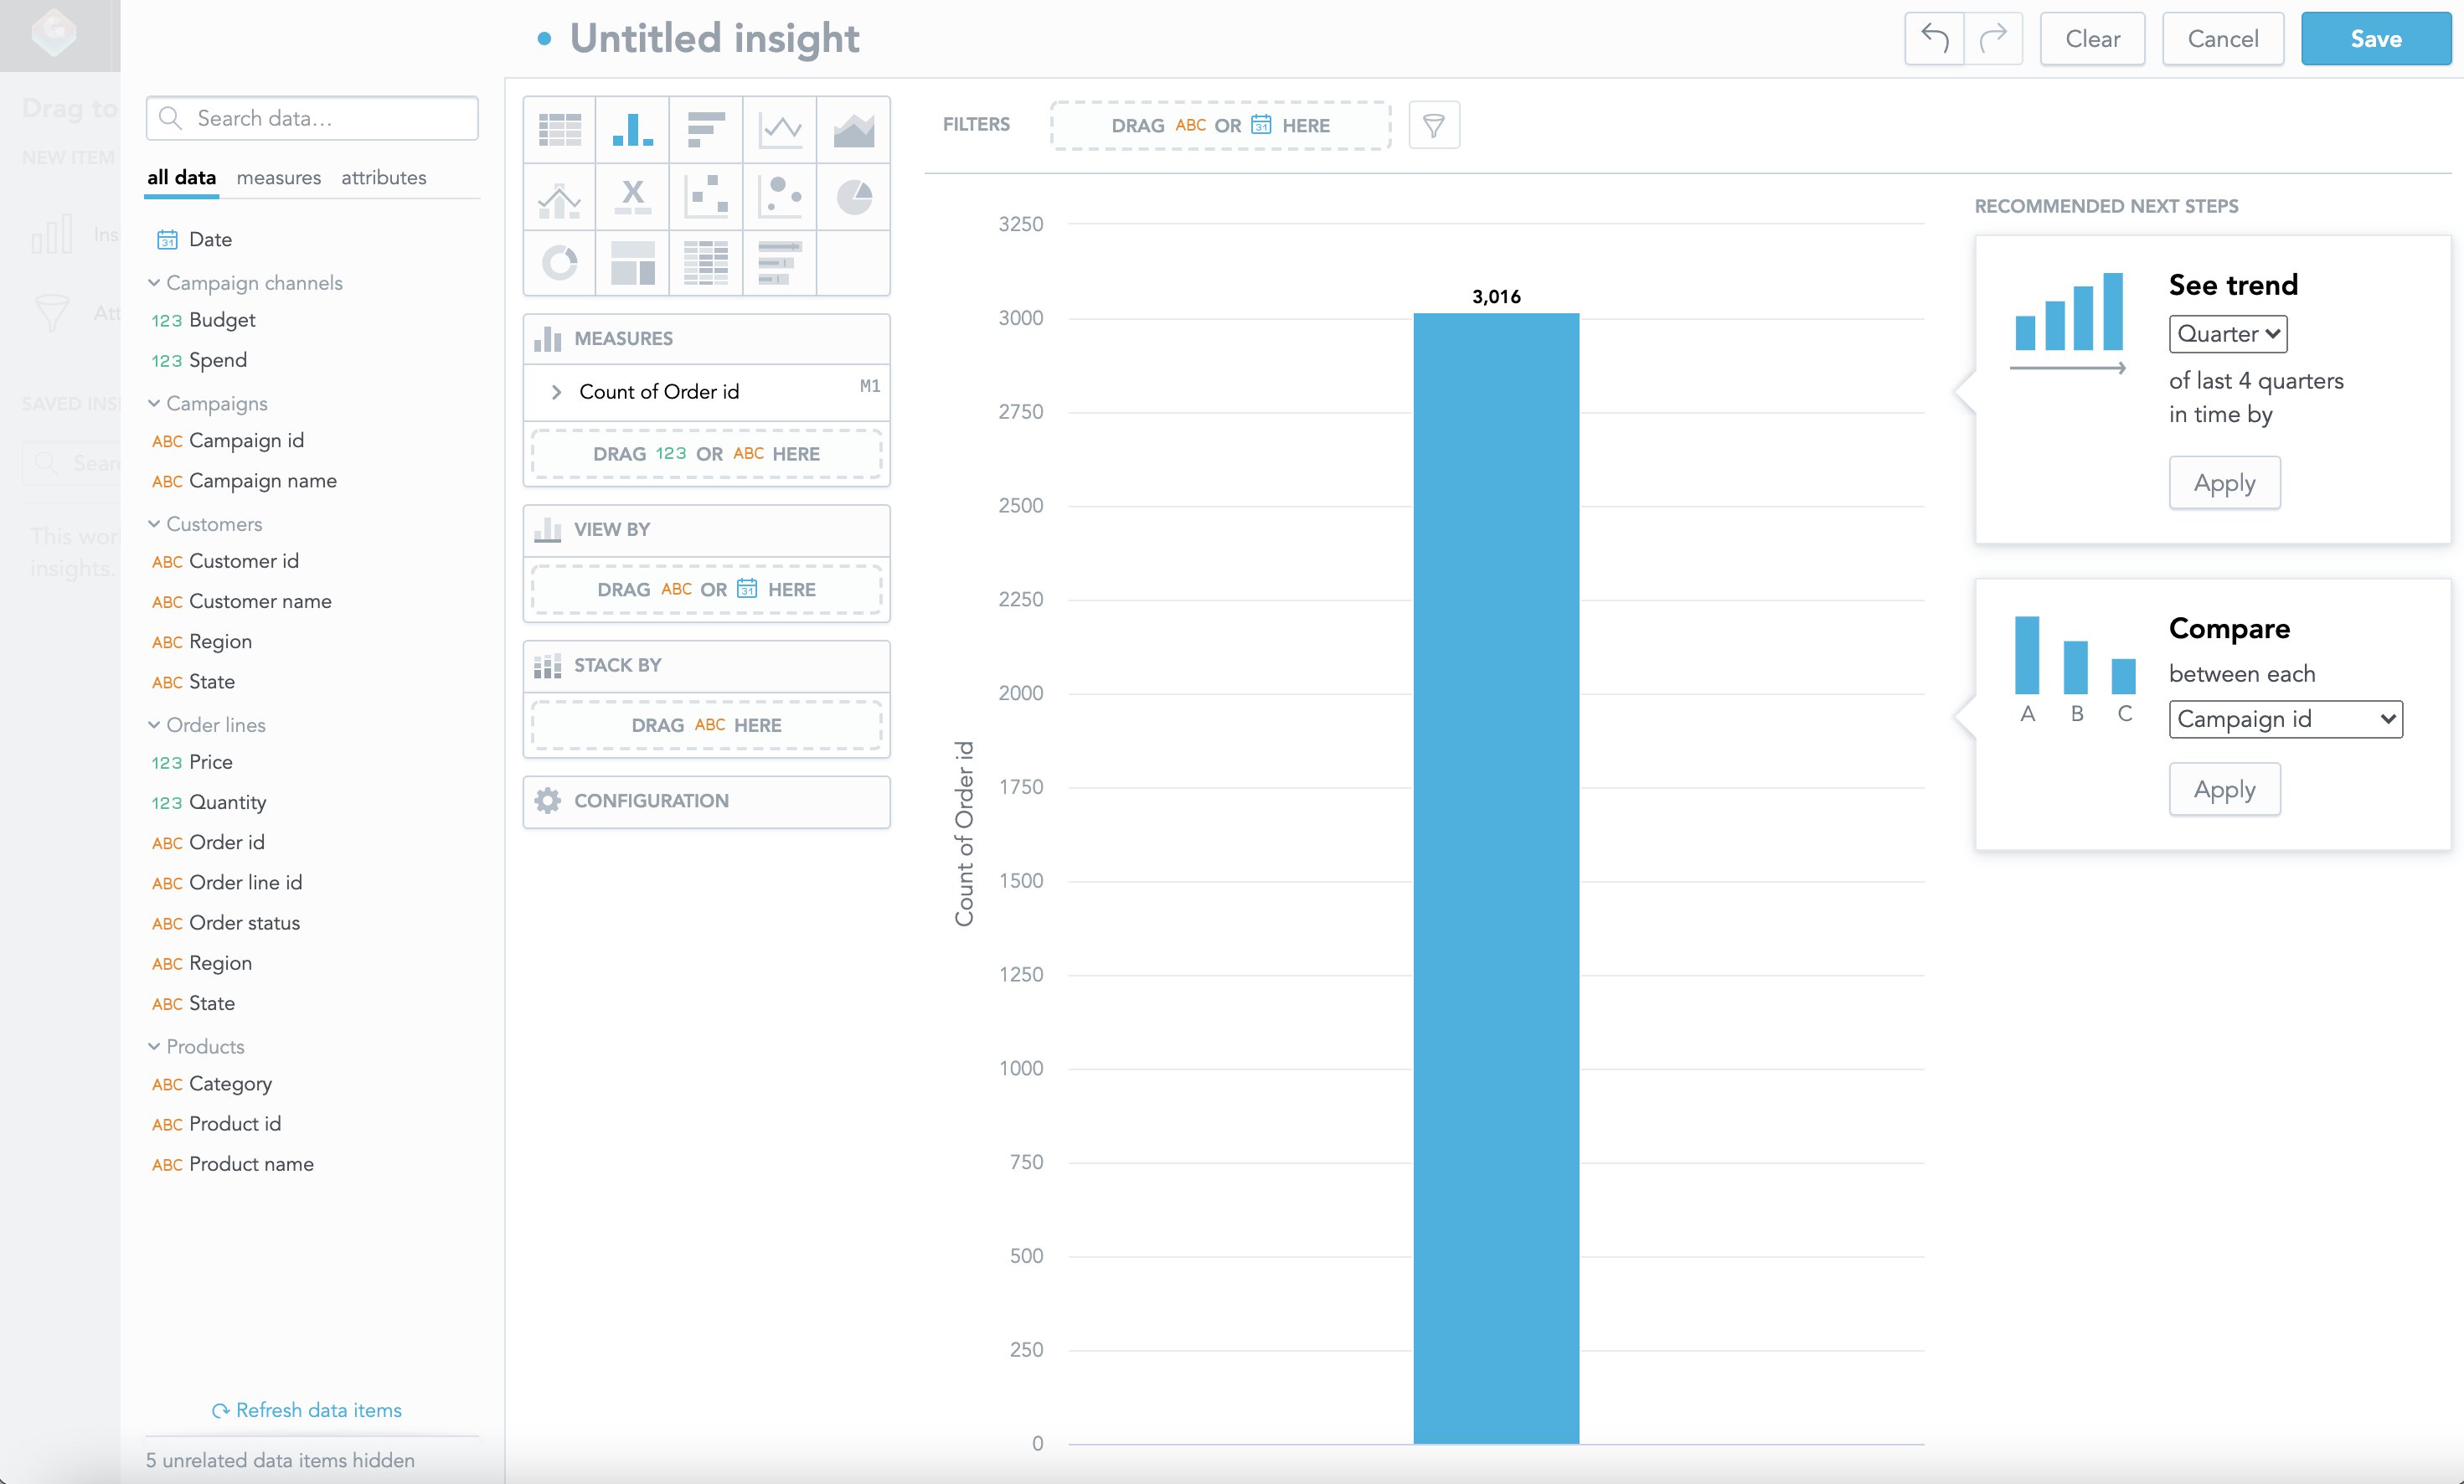 Untitled insight
Clear
Cancel
Save
Drag to
NEW ITEM
Ins
Att
SAVED INS
Sear
This wor
insights.
Search data...
all data measures attributes
31 Date
Campaign channels
123 Budget
123 Spend
Campaigns
ABC Campaign id
ABC Campaign name
Customers
ABC Customer id
ABC Customer name
ABC Region
ABC State
Order lines
123 Price
123 Quantity
ABC Order id
ABC Order line id
ABC Order status
ABC Region
ABC State
Products
ABC Category
ABC Product id
ABC Product name
Refresh data items
5 unrelated data items hidden
X
MEASURES
Count of Order id M1
DRAG 123 OR ABC HERE
VIEW BY
DRAG ABC OR 31 HERE
STACK BY
DRAG ABC HERE
CONFIGURATION
FILTERS
DRAG ABC OR 31 HERE
Count of Order id
3250
3000
2750
2500
2250
2000
1750
1500
1250
1000
750
500
250
0
3,016
RECOMMENDED NEXT STEPS
See trend
Quarter
of last 4 quarters
in time by
Apply
A B C
Compare
between each
Campaign id
Apply